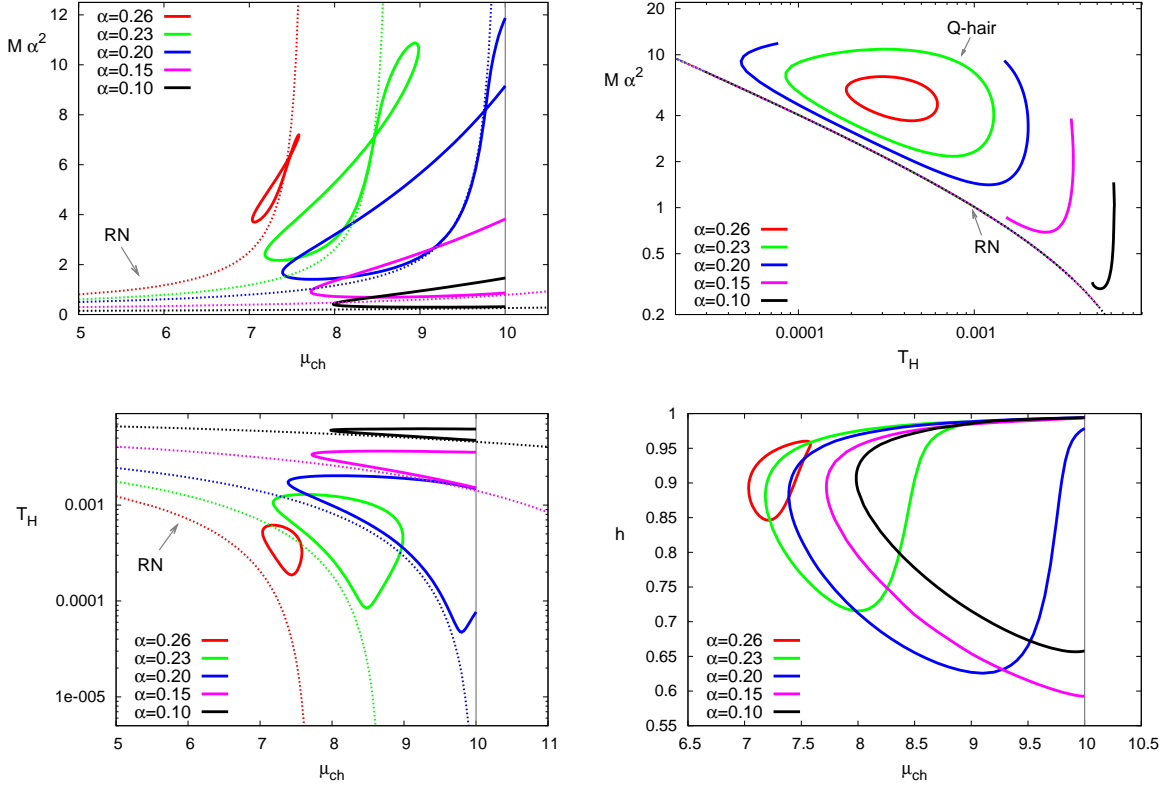 12
10
8
6
4
2
0
M α²
α=0.26
α=0.23
α=0.20
α=0.15
α=0.10
RN
5 6 7 8 9 10
μch
20
10
4
2
1
0.5
0.2
M α²
Q-hair
RN
α=0.26
α=0.23
α=0.20
α=0.15
α=0.10
0.0001 0.001
TH
0.001
0.0001
1e-005
TH
RN
α=0.26
α=0.23
α=0.20
α=0.15
α=0.10
5 6 7 8 9 10 11
μch
1
0.95
0.9
0.85
0.8
0.75
0.7
0.65
0.6
0.55
h
α=0.26
α=0.23
α=0.20
α=0.15
α=0.10
6.5 7 7.5 8 8.5 9 9.5 10 10.5
μch